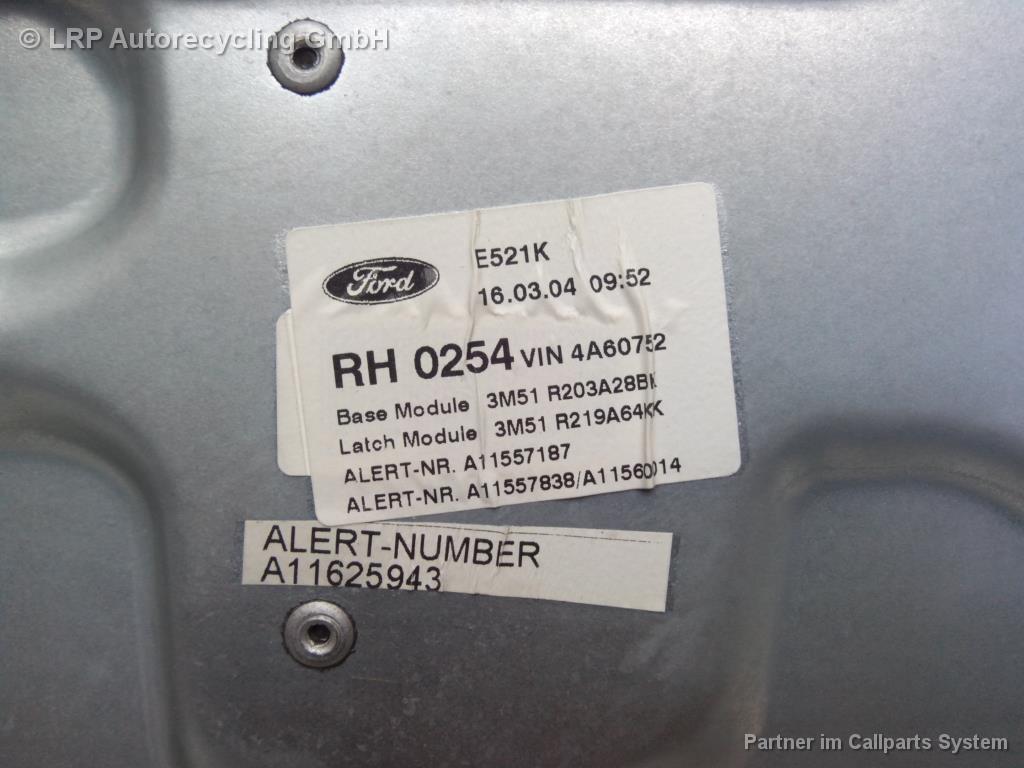 © LRP Autorecycling GmbH
Ford
E521K
16.03.04 09:52
RH 0254 VIN 4A60752
Base Module 3M51 R203A28BK
Latch Module 3M51 R219A64KK
ALERT-NR. A11557187
ALERT-NR. A11557838/A11560014
ALERT-NUMBER
A11625943
Partner im Callparts System